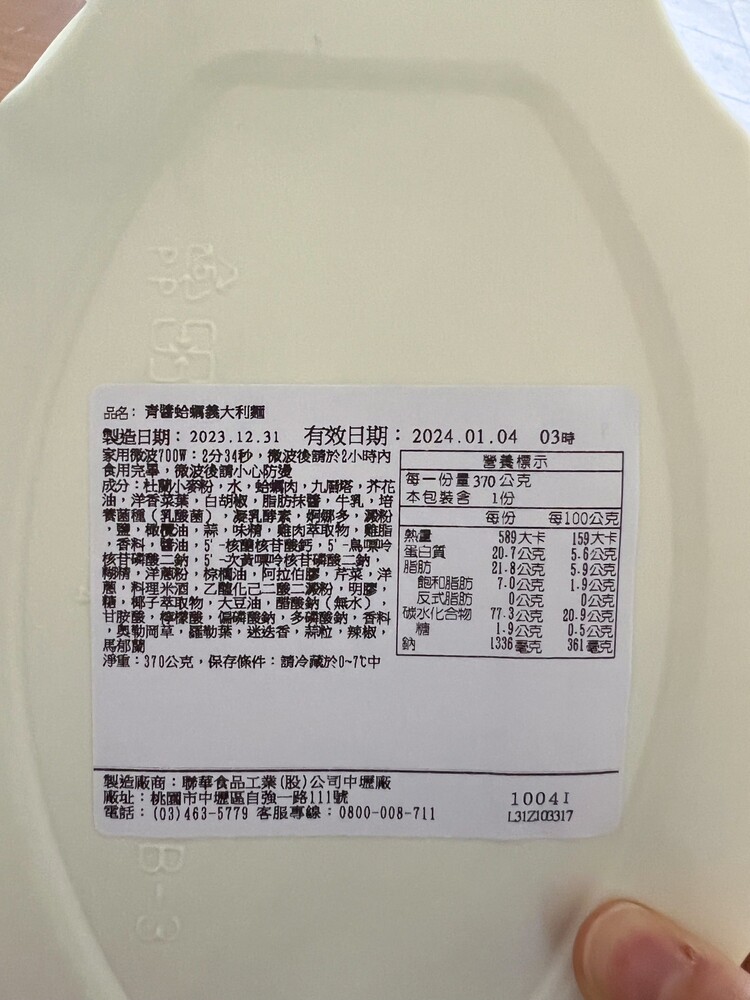 品名: 青醬蛤蠣義大利麵
製造日期：2023.12.31 有效日期：2024.01.04 03時
家用微波700W：2分34秒，微波後請於2小時內
食用完畢，微波後請小心防燙
成分：杜蘭小麥粉，水，蛤蠣肉，九層塔，芥花
油，洋香菜葉，白胡椒，脂肪抹醬，牛乳，培
養菌種（乳酸菌），凝乳酵素，婀娜多，澱粉
，鹽，橄欖油，蒜，味精，雞肉萃取物，雞脂
，香料，醬油，5'-核醣核苷酸鈣，5'-鳥嘌呤
核苷磷酸二鈉，5'-次黃嘌呤核苷磷酸二鈉，
糊精，洋蔥粉，棕櫚油，阿拉伯膠，芹菜，洋
蔥，料理米酒，乙醯化己二酸二澱粉，明膠，
糖，椰子萃取物，大豆油，醋酸鈉（無水），
甘胺酸，檸檬酸，偏磷酸鈉，多磷酸鈉，香料
，奧勒岡草，羅勒葉，迷迭香，蒜粒，辣椒，
馬郁蘭
淨重：370公克，保存條件：請冷藏於0~7℃中
營養標示
每一份量 370 公克
本包裝含 1份
每份 每100公克
熱量 589大卡 159大卡
蛋白質 20.7公克 5.6公克
脂肪 21.8公克 5.9公克
飽和脂肪 7.0公克 1.9公克
反式脂肪 0公克 0公克
碳水化合物 77.3公克 20.9公克
糖 1.9公克 0.5公克
鈉 1336毫克 361毫克
製造廠商：聯華食品工業(股)公司中壢廠
廠址：桃園市中壢區自強一路111號
電話：(03)463-5779 客服專線：0800-008-711
1004I
L31Z103317
B-3